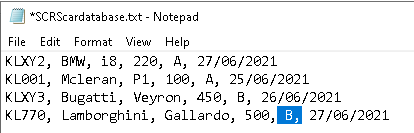 *SCRScardatabase.txt - Notepad
File Edit Format View Help
KLXY2, BMW, i8, 220, A, 27/06/2021
KL001, Mcleran, P1, 100, A, 25/06/2021
KLXY3, Bugatti, Veyron, 450, B, 26/06/2021
KL770, Lamborghini, Gallardo, 500, B, 27/06/2021